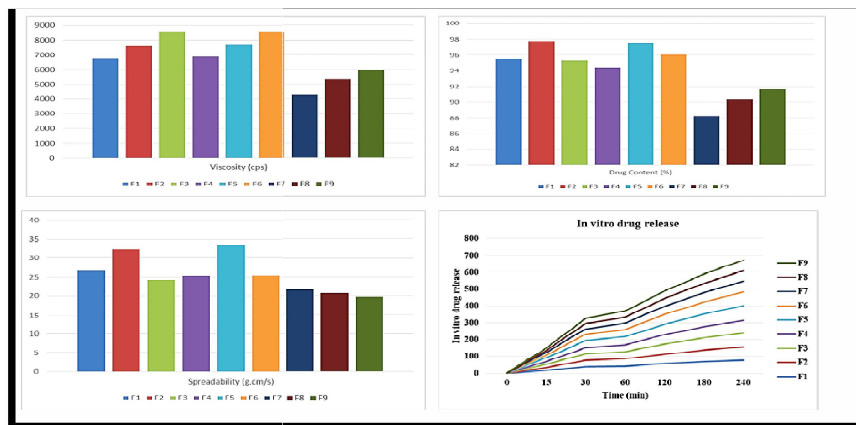 9000
8000
7000
6000
5000
4000
3000
2000
1000
0
Viscosity (cps)
F1 F2 F3 F4 F5 F6 F7 F8 F9
100
98
96
94
92
90
88
86
84
82
Drug Content (%)
F1 F2 F3 F4 F5 F6 F7 F8 F9
40
35
30
25
20
15
10
5
0
Spreadability (g.cm/s)
F1 F2 F3 F4 F5 F6 F7 F8 F9
In vitro drug release
In vitro drug release
800
700
600
500
400
300
200
100
0
0 15 30 60 120 180 240
Time (min)
F9
F8
F7
F6
F5
F4
F3
F2
F1